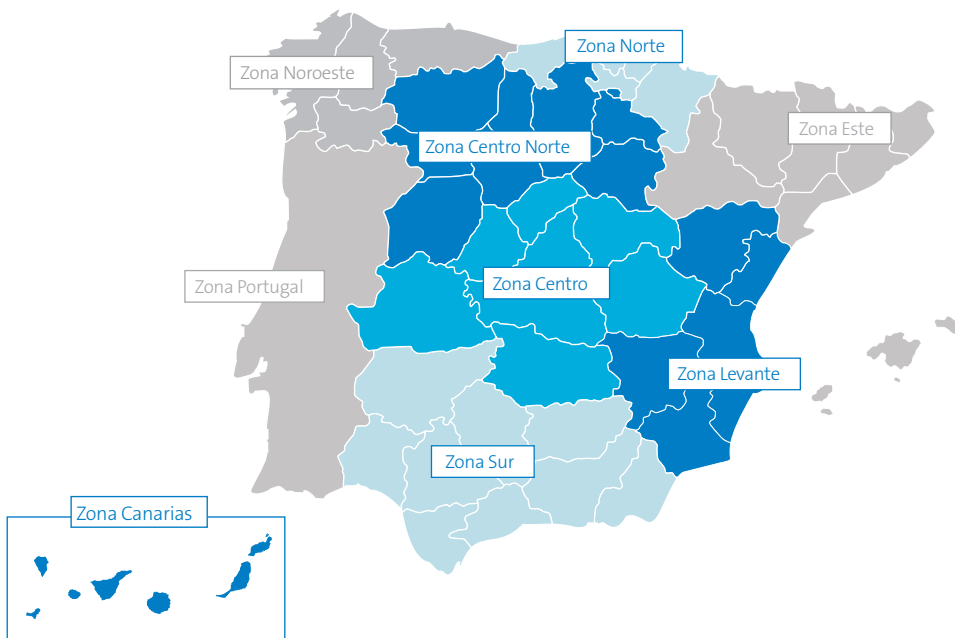 Zona Norte
Zona Noroeste
Zona Este
Zona Centro Norte
Zona Portugal
Zona Centro
Zona Levante
Zona Sur
Zona Canarias